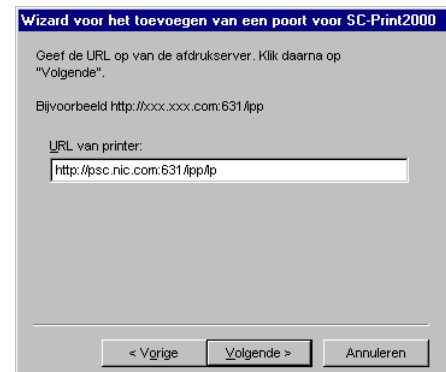 Wizard voor het toevoegen van een poort voor SC-Print2000
Geef de URL op van de afdrukserver. Klik daarna op
"Volgende".
Bijvoorbeeld http://xxx.xxx.com:631/ipp
URL van printer:
http://psc.nic.com:631/ipp/lp
< Vorige
Volgende >
Annuleren